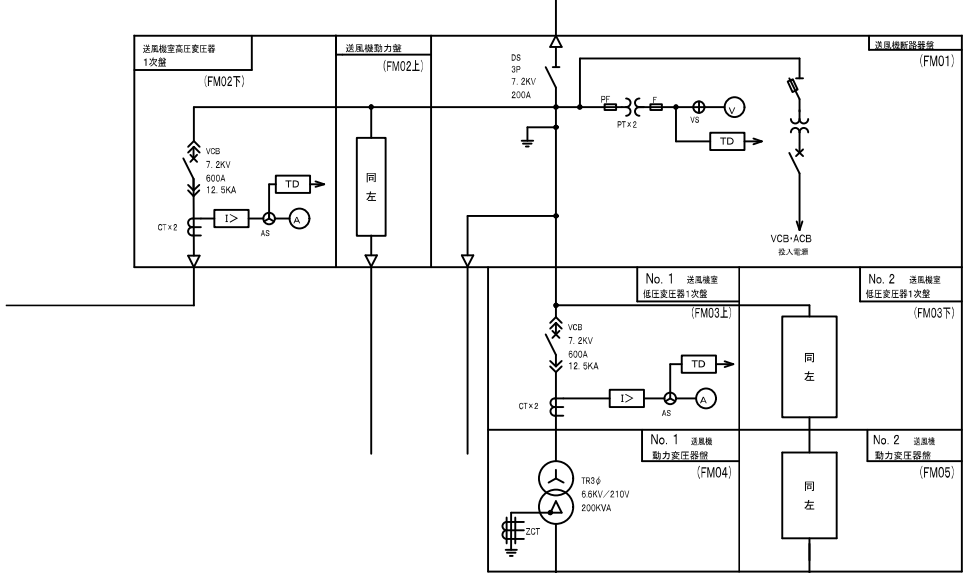 送風機室高圧変圧器
1次盤
(FM02下)
送風機動力盤
(FM02上)
送風機断路器盤
(FM01)
DS
3P
7.2KV
200A
PF
PT×2
F
VS
V
TD
VCB・ACB
投入電源
VCB
7.2KV
600A
12.5KA
TD
I>
A
AS
CT×2
同
左
No.1 送風機室
低圧変圧器1次盤
(FM03上)
No.2 送風機室
低圧変圧器1次盤
(FM03下)
VCB
7.2KV
600A
12.5KA
TD
I>
A
AS
CT×2
同
左
No.1 送風機
動力変圧器盤
(FM04)
No.2 送風機
動力変圧器盤
(FM05)
TR3φ
6.6KV/210V
200KVA
ZCT
同
左